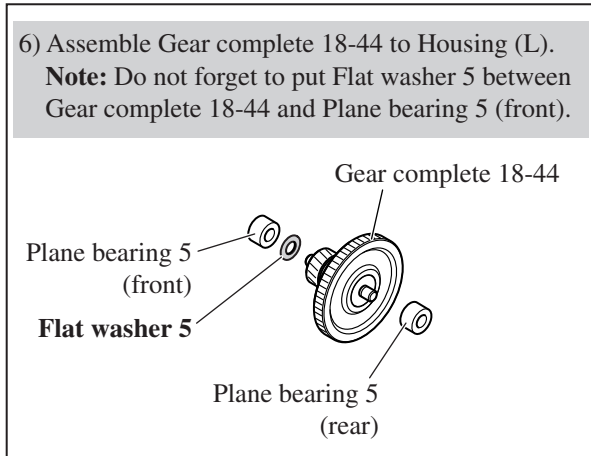 6) Assemble Gear complete 18-44 to Housing (L).
Note: Do not forget to put Flat washer 5 between
Gear complete 18-44 and Plane bearing 5 (front).
Gear complete 18-44
Plane bearing 5
(front)
Flat washer 5
Plane bearing 5
(rear)